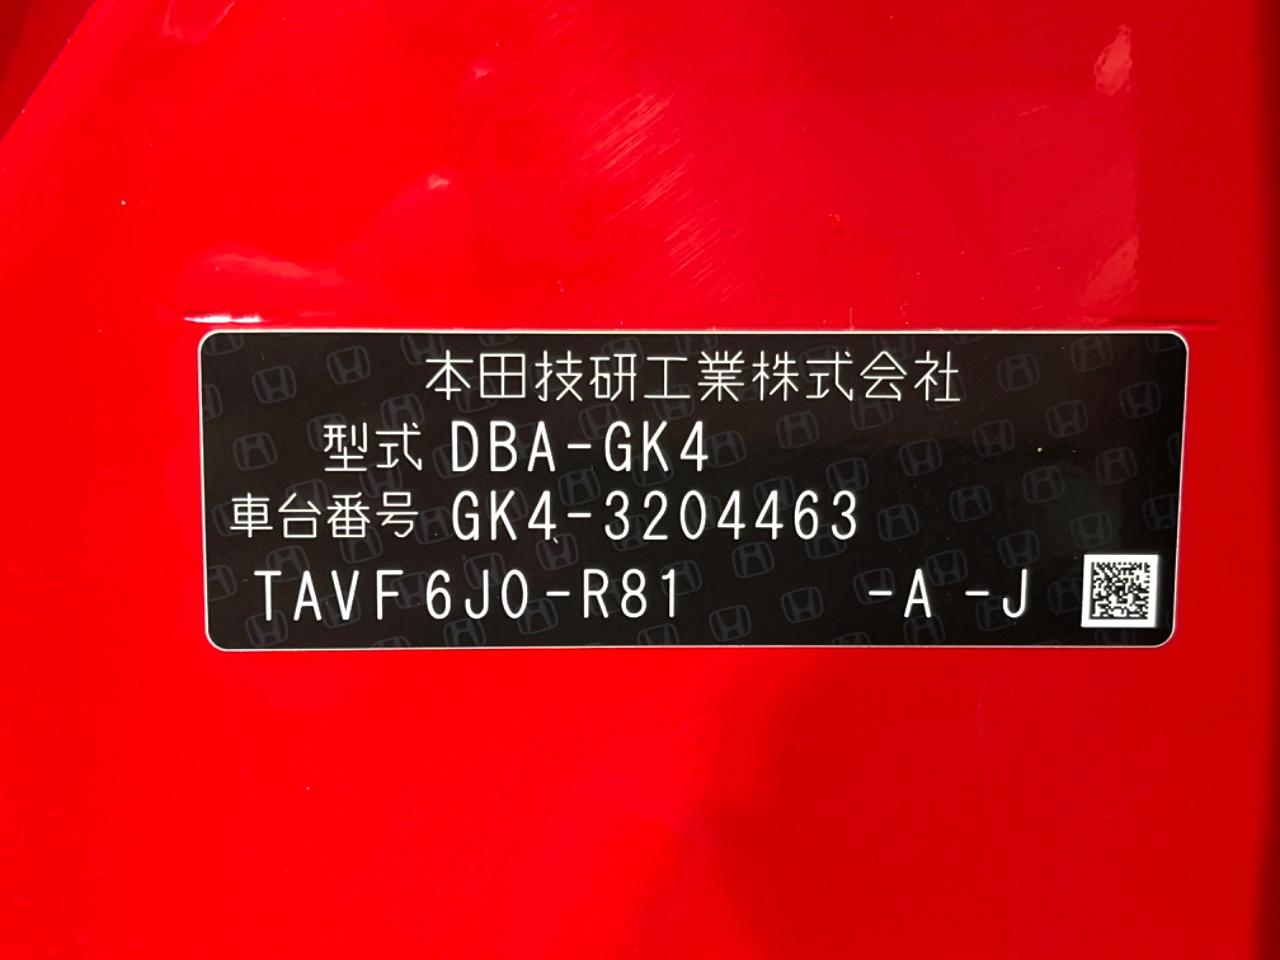 本田技研工業株式会社
型式 DBA-GK4
車台番号 GK4-3204463
TAVF6J0-R81 -A -J